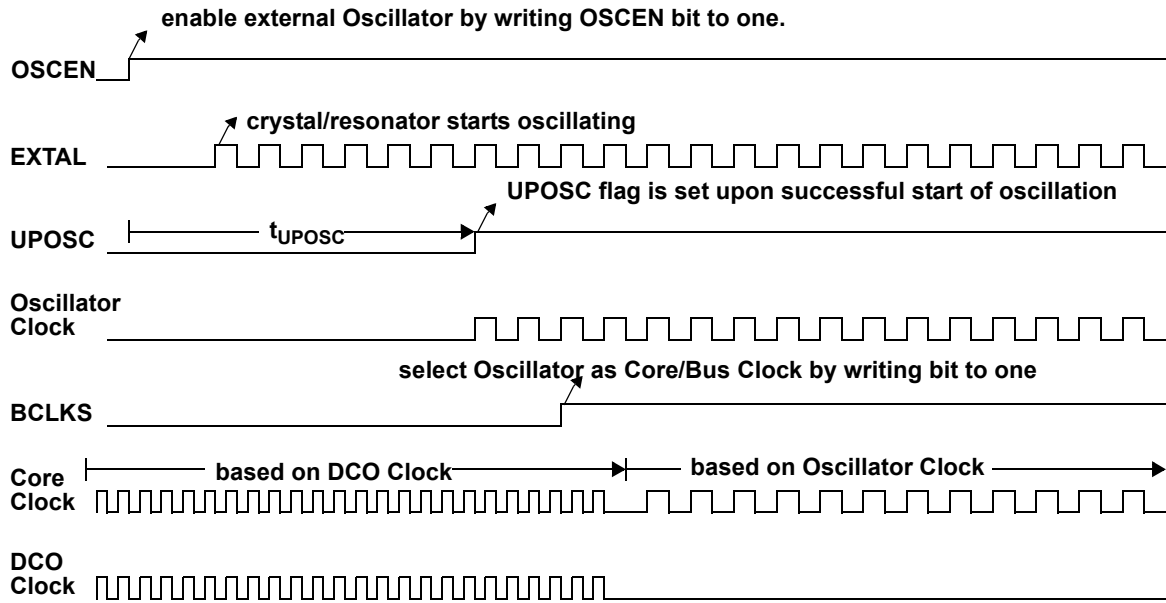 enable external Oscillator by writing OSCEN bit to one.
OSCEN
crystal/resonator starts oscillating
EXTAL
UPOSC flag is set upon successful start of oscillation
UPOSC
tUPOSC
Oscillator
Clock
select Oscillator as Core/Bus Clock by writing bit to one
BCLKS
based on DCO Clock
based on Oscillator Clock
Core
Clock
DCO
Clock